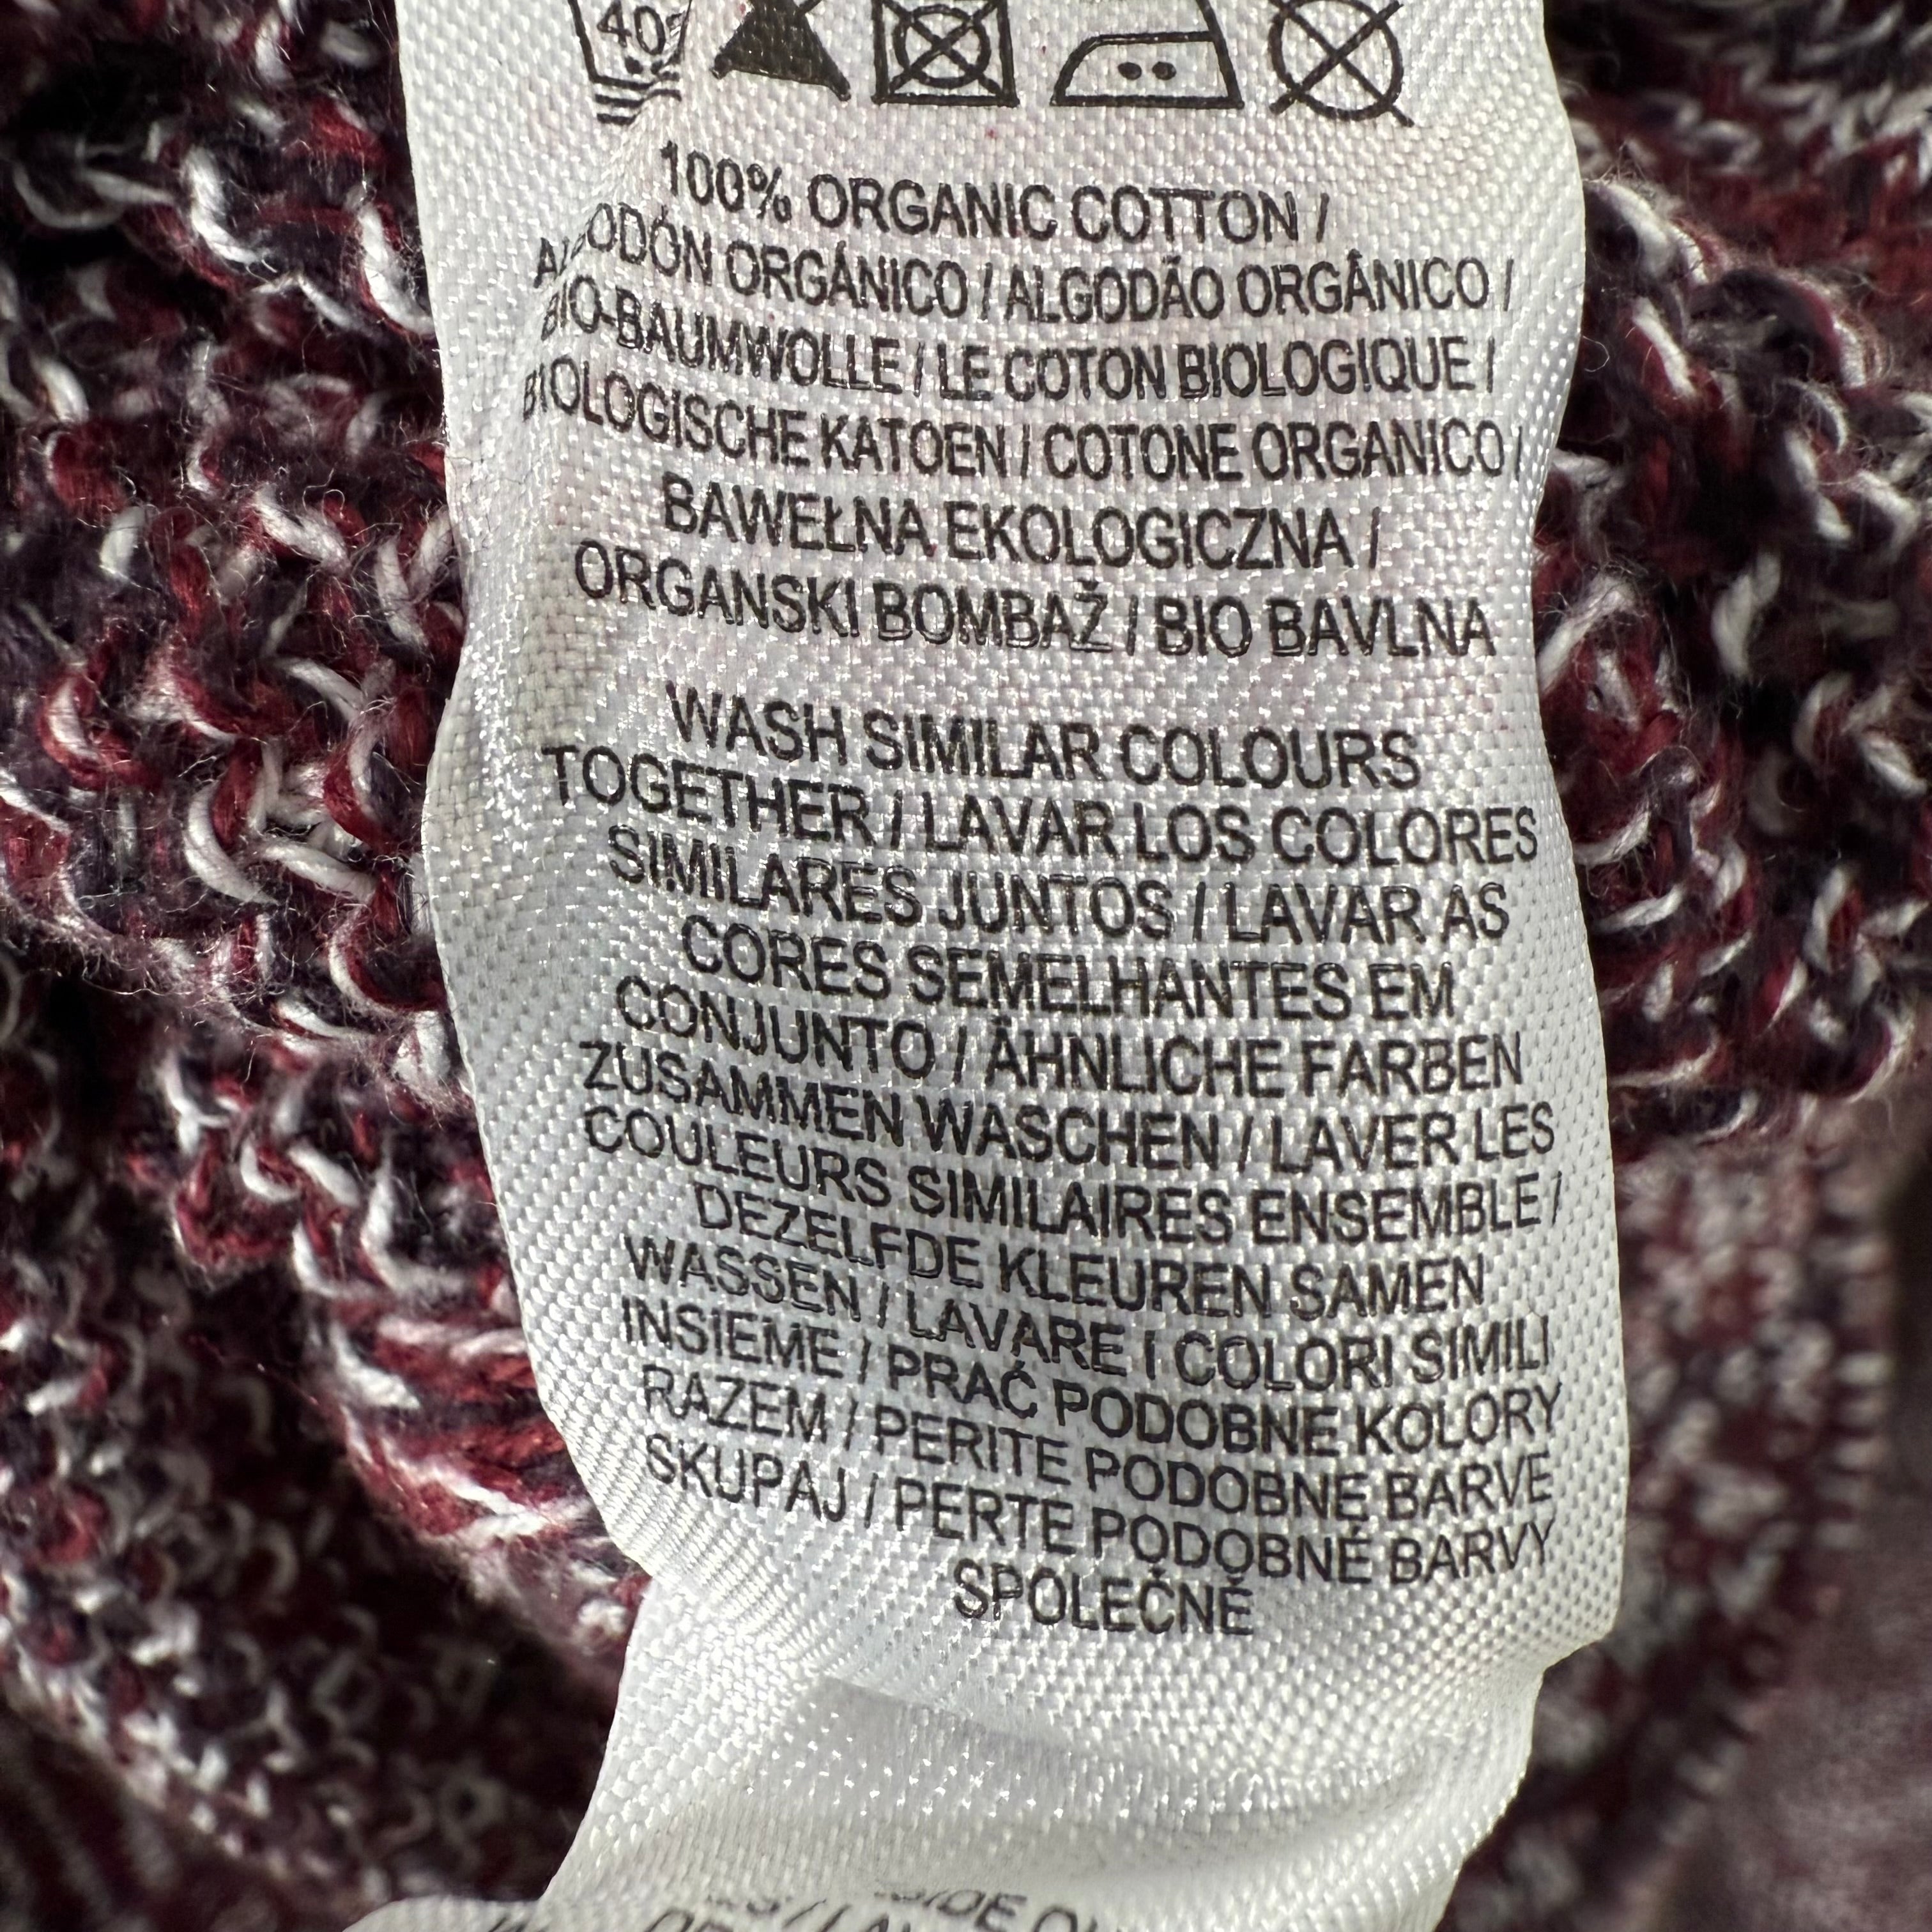 40°
100% ORGANIC COTTON /
ALGODÓN ORGÁNICO / ALGODÃO ORGÂNICO /
BIO-BAUMWOLLE / LE COTON BIOLOGIQUE /
BIOLOGISCHE KATOEN / COTONE ORGANICO /
BAWEŁNA EKOLOGICZNA /
ORGANSKI BOMBAŽ / BIO BAVLNA
WASH SIMILAR COLOURS
TOGETHER / LAVAR LOS COLORES
SIMILARES JUNTOS / LAVAR AS
CORES SEMELHANTES EM
CONJUNTO / ÄHNLICHE FARBEN
ZUSAMMEN WASCHEN / LAVER LES
COULEURS SIMILAIRES ENSEMBLE /
DEZELFDE KLEUREN SAMEN
WASSEN / LAVARE I COLORI SIMILI
INSIEME / PRAĆ PODOBNE KOLORY
RAZEM / PERITE PODOBNE BARVE
SKUPAJ / PERTE PODOBNÉ BARVY
SPOLEČNĚ